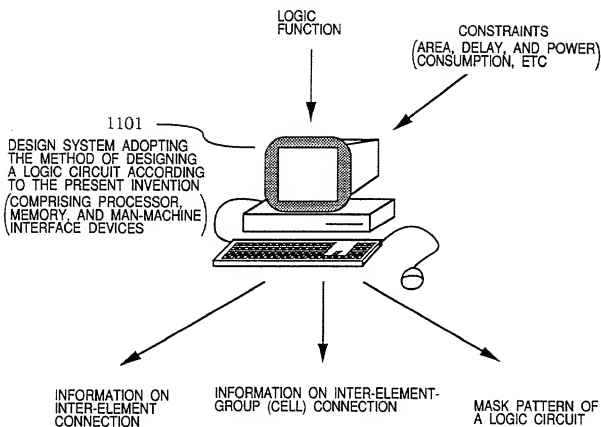 LOGIC
FUNCTION
CONSTRAINTS
(AREA, DELAY, AND POWER)
CONSUMPTION, ETC
1101
DESIGN SYSTEM ADOPTING
THE METHOD OF DESIGNING
A LOGIC CIRCUIT ACCORDING
TO THE PRESENT INVENTION
(COMPRISING PROCESSOR,
MEMORY, AND MAN-MACHINE)
INTERFACE DEVICES
INFORMATION ON
INTER-ELEMENT
CONNECTION
INFORMATION ON INTER-ELEMENT-
GROUP (CELL) CONNECTION
MASK PATTERN OF
A LOGIC CIRCUIT